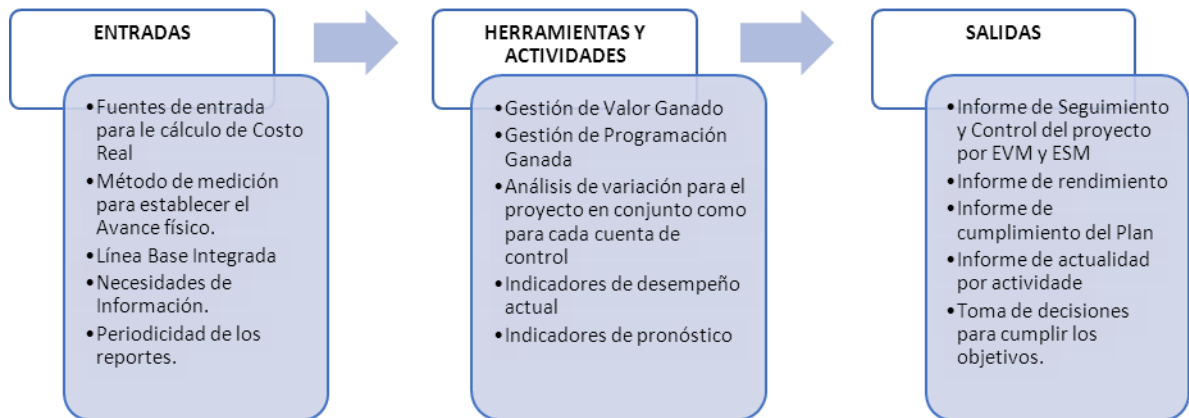 ENTRADAS
•Fuentes de entrada
para le cálculo de Costo
Real
•Método de medición
para establecer el
Avance físico.
•Línea Base Integrada
•Necesidades de
Información.
•Periodicidad de los
reportes.
HERRAMIENTAS Y
ACTIVIDADES
•Gestión de Valor Ganado
•Gestión de Programación
Ganada
•Análisis de variación para el
proyecto en conjunto como
para cada cuenta de
control
•Indicadores de desempeño
actual
•Indicadores de pronóstico
SALIDAS
•Informe de Seguimiento
y Control del proyecto
por EVM y ESM
•Informe de rendimiento
•Informe de
cumplimiento del Plan
•Informe de actualidad
por actividade
•Toma de decisiones
para cumplir los
objetivos.